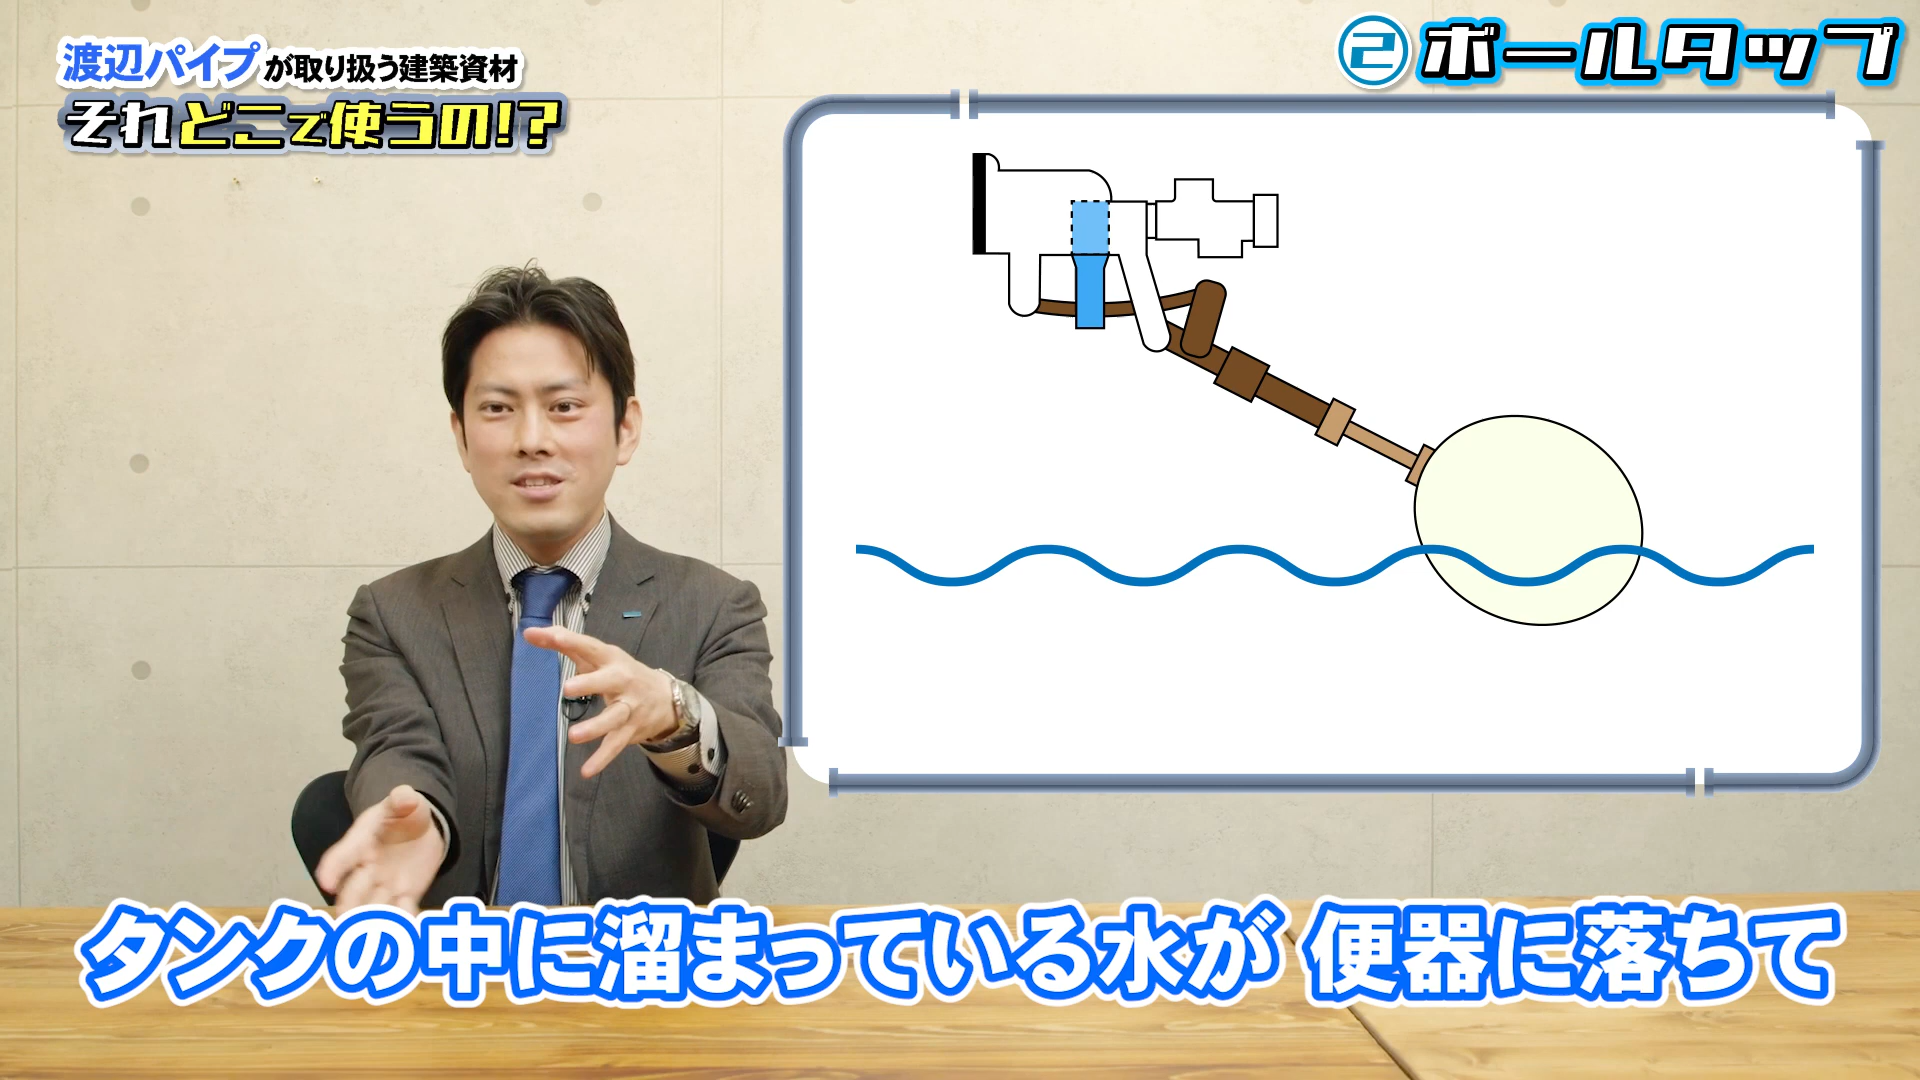 渡辺パイプが取り扱う建築資材
それどこで使うの!?
② ボールタップ
タンクの中に溜まっている水が 便器に落ちて